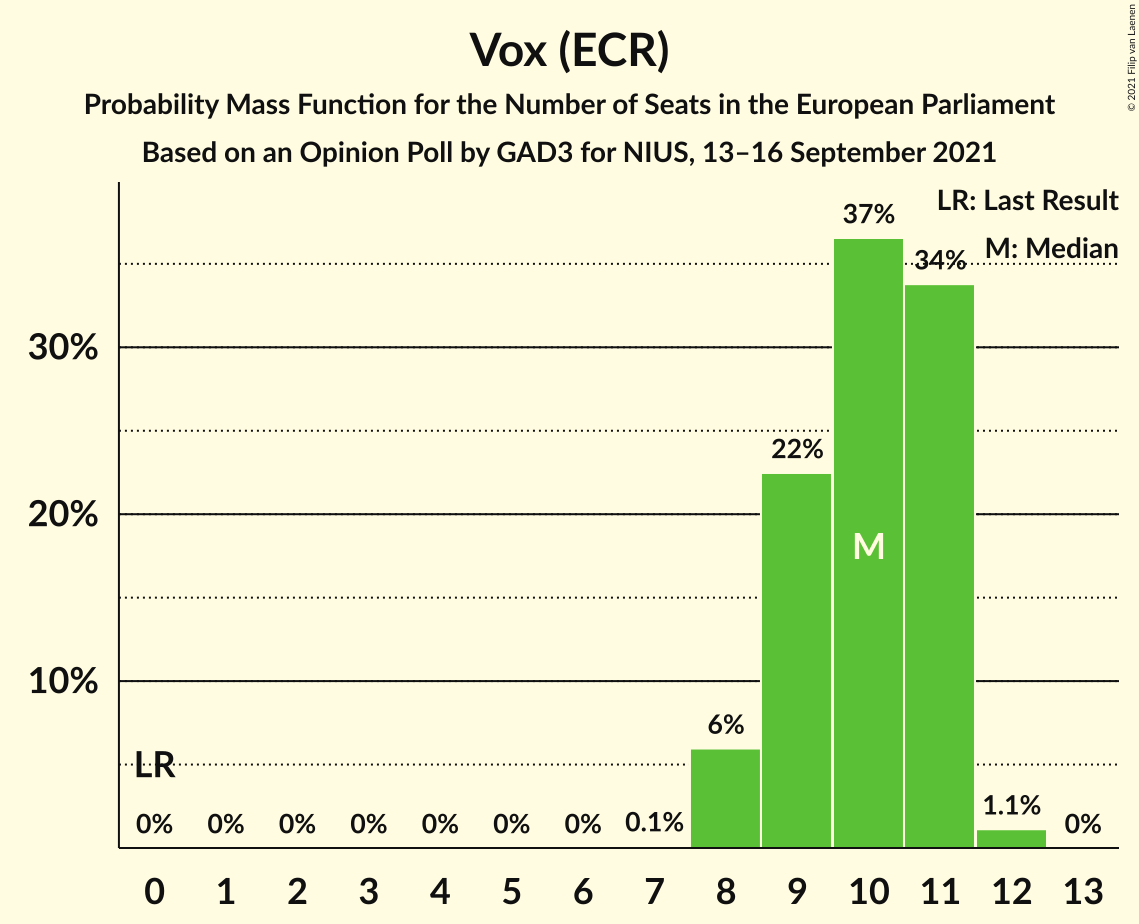 Vox (ECR)
Probability Mass Function for the Number of Seats in the European Parliament
Based on an Opinion Poll by GAD3 for NIUS, 13–16 September 2021
© 2021 Filip van Laenen
LR: Last Result
M: Median
37%
34%
30%
22%
20%
M
10%
6%
LR
1.1%
0% 0% 0% 0% 0% 0% 0% 0.1% 0%
0 1 2 3 4 5 6 7 8 9 10 11 12 13